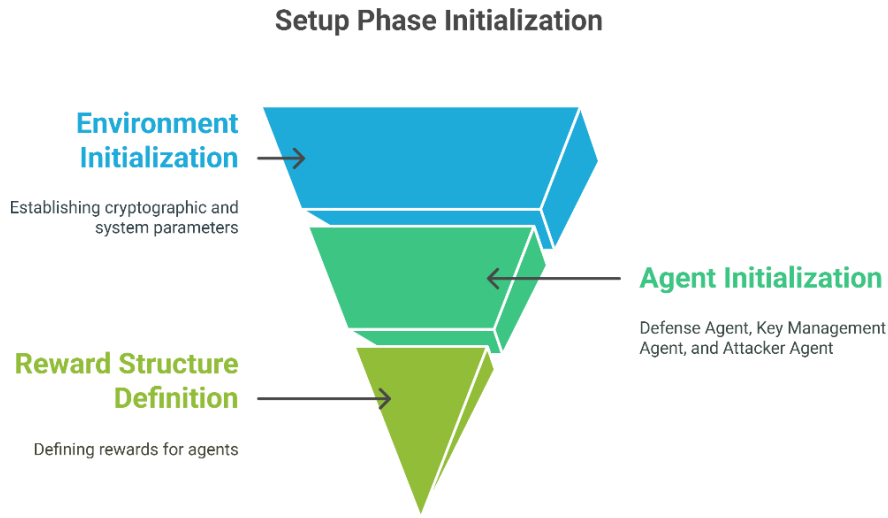 Setup Phase Initialization
Environment
Initialization
Establishing cryptographic and
system parameters
Agent Initialization
Defense Agent, Key Management
Agent, and Attacker Agent
Reward Structure
Definition
Defining rewards for agents